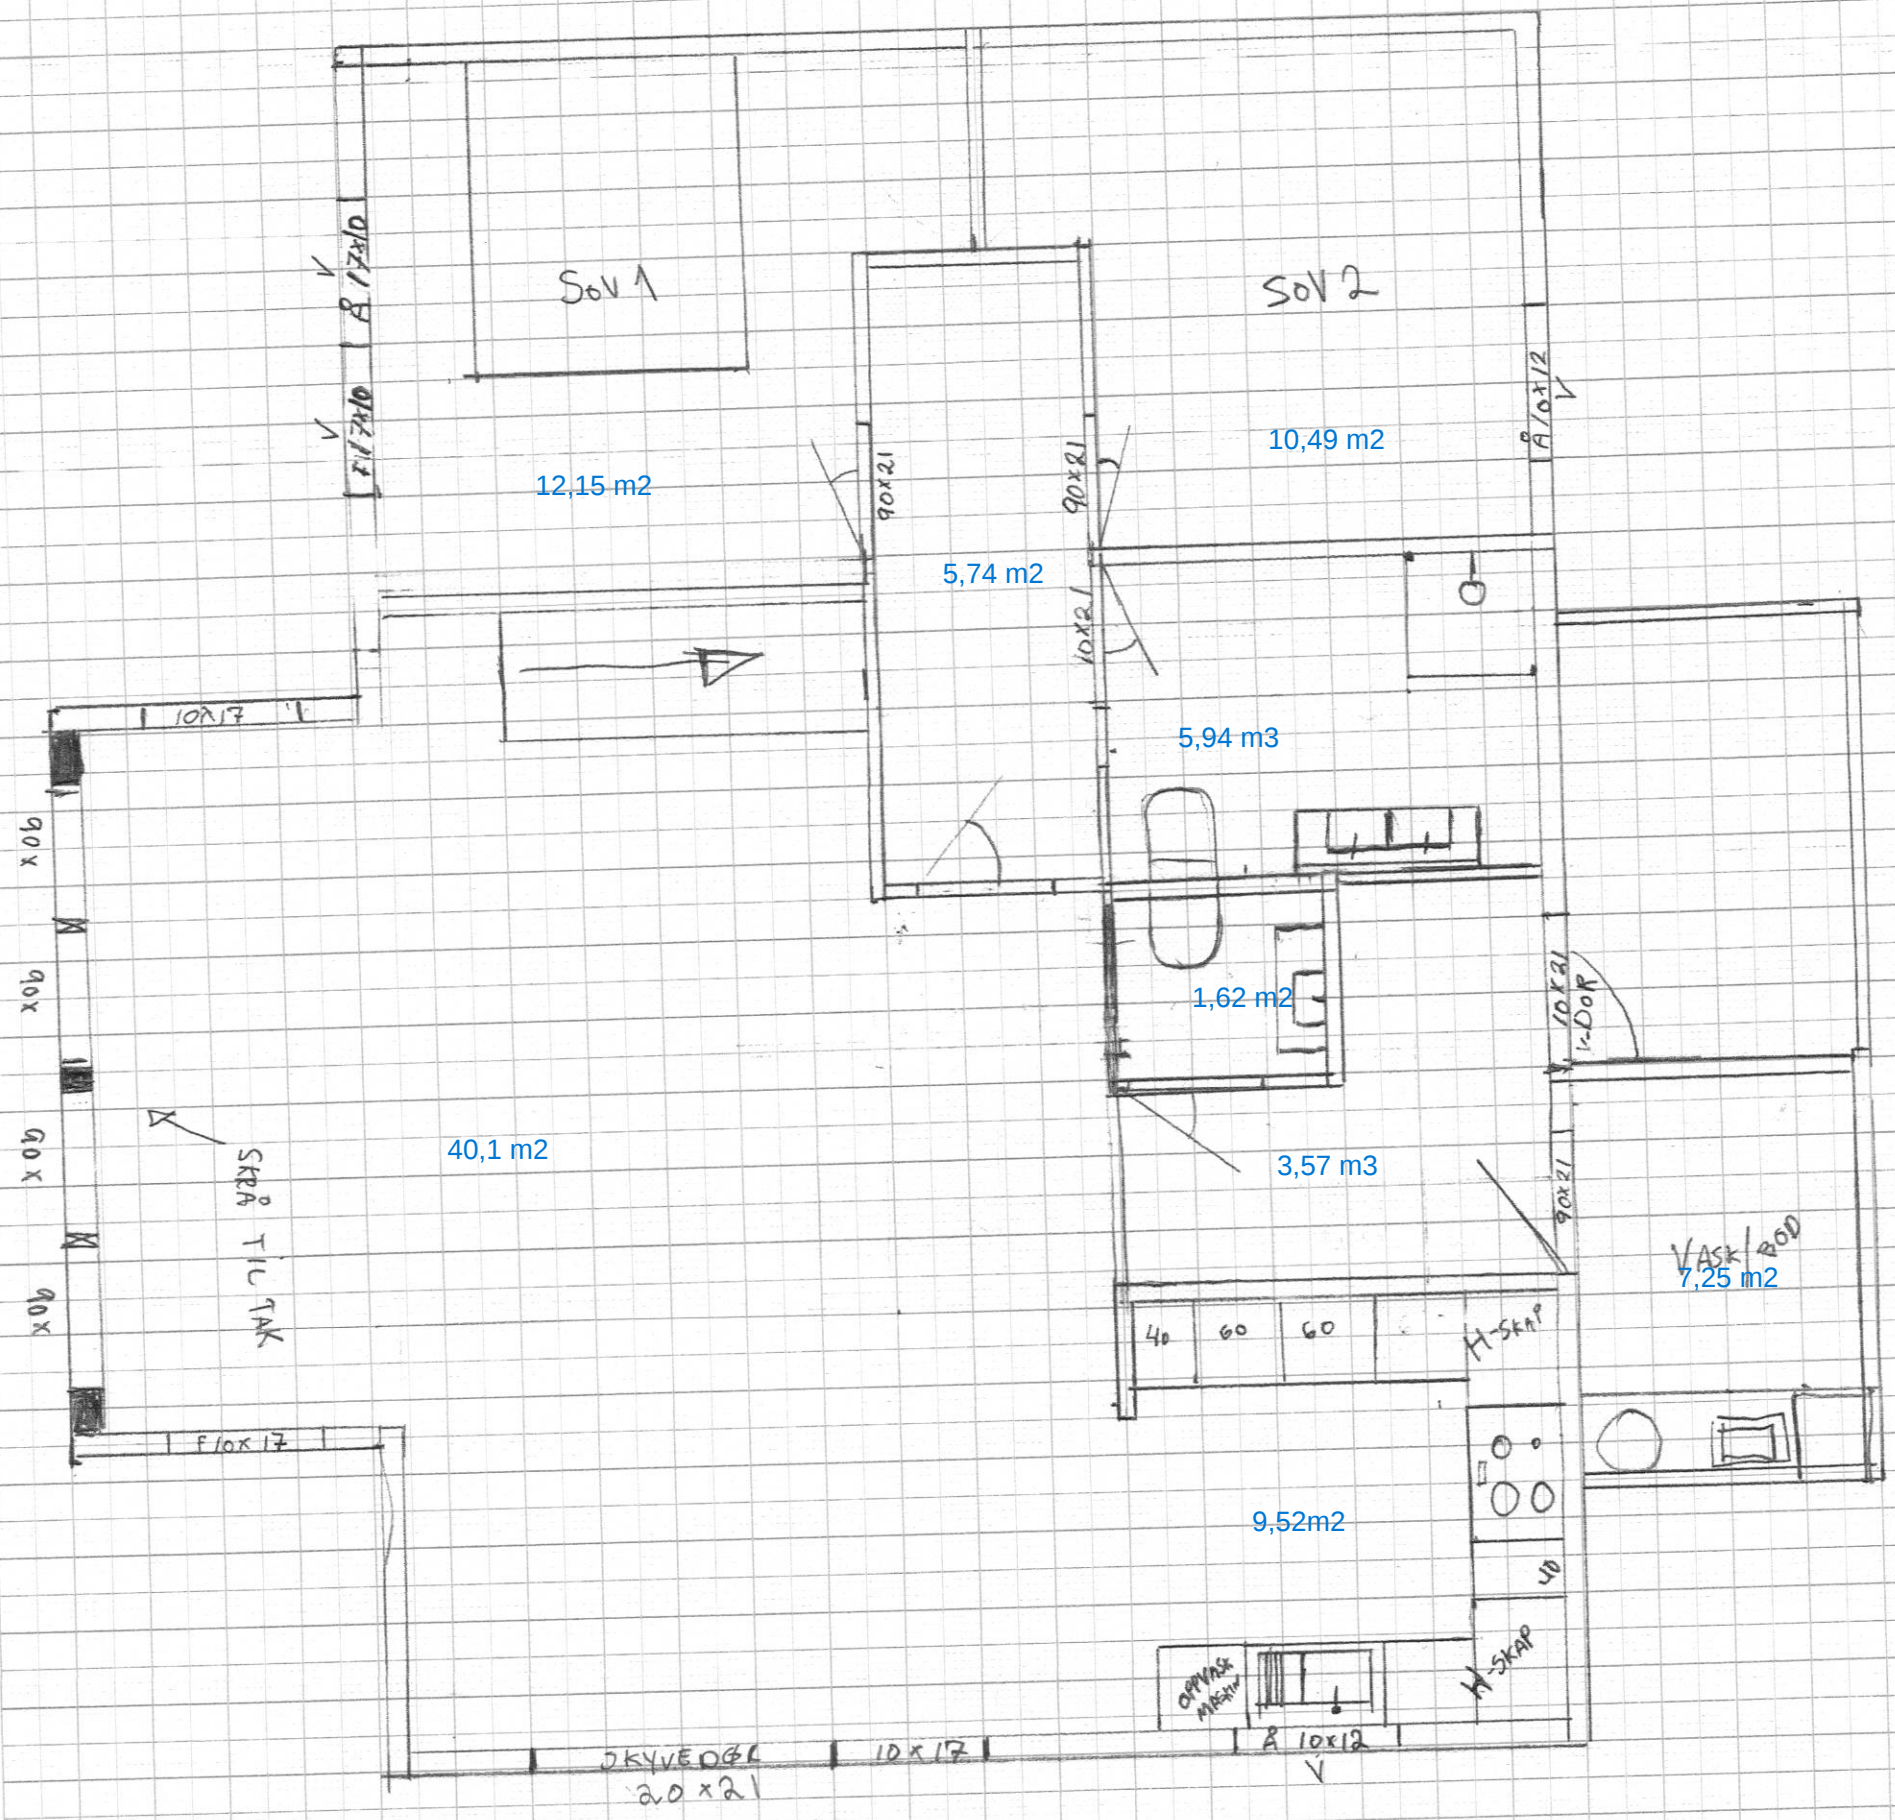 SOV 1
SOV 2
V
Å 17x10
V
17x10
Å 10x12
V
10,49 m2
12,15 m2
90x21
90x21
5,74 m2
10x21
10x17
5,94 m3
90x
90x
10x21
1,62 m2
90x
SKRÅ TIL TAK
40,1 m2
3,57 m3
90x21
VASK/BOD
7,25 m2
90x
40
60
60
H-SKAP
F10x17
9,52m2
40
H-SKAP
OPPVASK
MASKIN
SKYVEDØR
20x21
10x17
Å 10x12
V